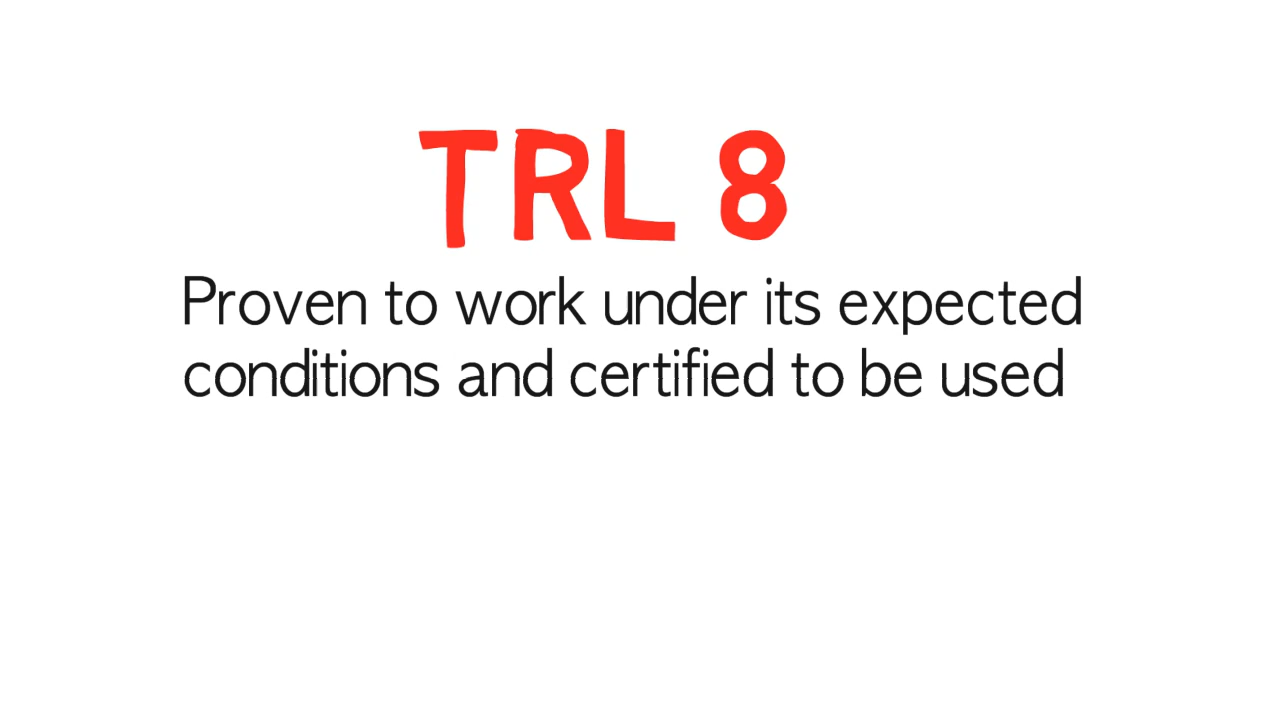 TRL 8
Proven to work under its expected
conditions and certified to be used